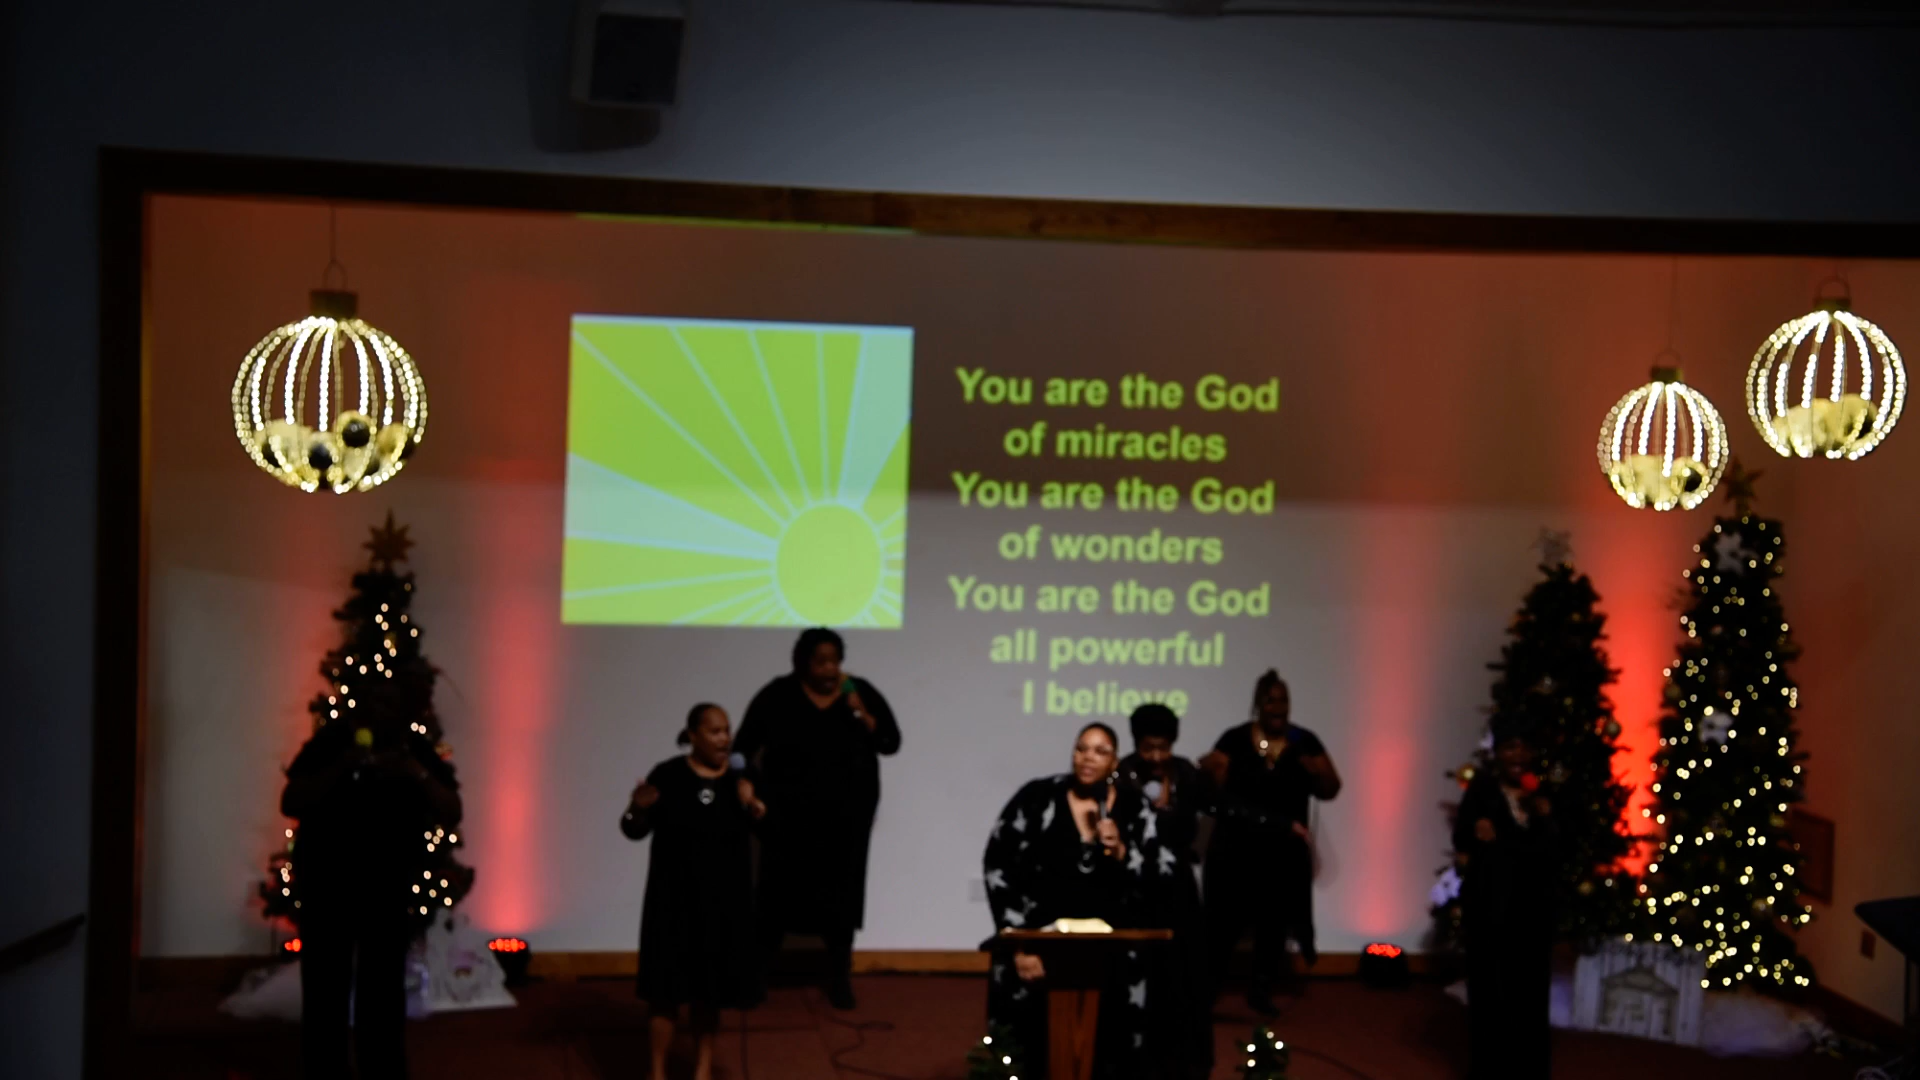 You are the God
of miracles
You are the God
of wonders
You are the God
all powerful
I believe